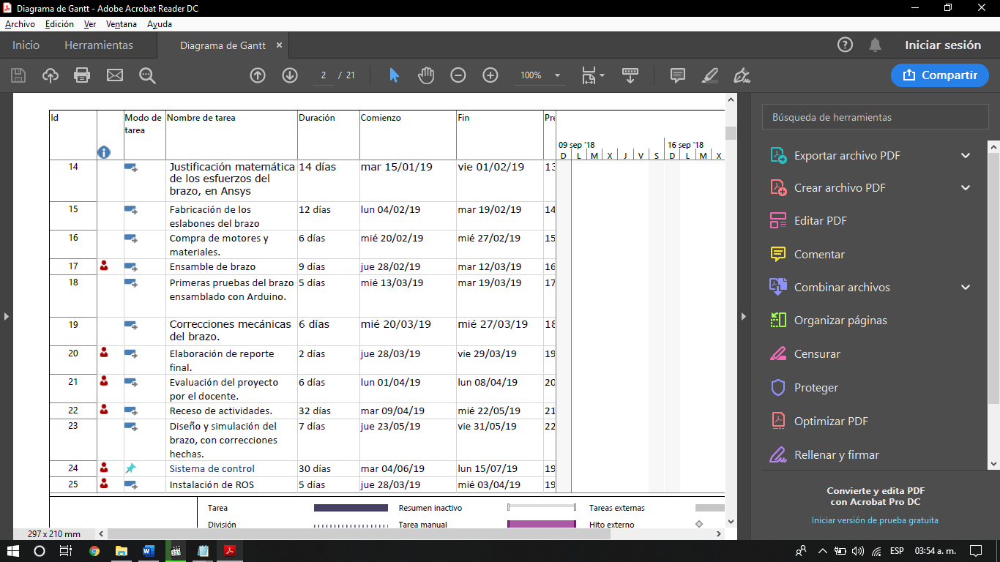 Diagrama de Gantt - Adobe Acrobat Reader DC
Archivo Edición Ver Ventana Ayuda
Inicio Herramientas Diagrama de Gantt × Iniciar sesión
2 / 21 100% Compartir
Id Modo de tarea Nombre de tarea Duración Comienzo Fin Pre
09 sep '18 16 sep '18
D L M X J V S D L M X
14 Justificación matemática 14 días mar 15/01/19 vie 01/02/19 13
de los esfuerzos del
brazo, en Ansys
15 Fabricación de los 12 días lun 04/02/19 mar 19/02/19 14
eslabones del brazo
16 Compra de motores y 6 días mié 20/02/19 mié 27/02/19 15
materiales.
17 Ensamble de brazo 9 días jue 28/02/19 mar 12/03/19 16
18 Primeras pruebas del brazo 5 días mié 13/03/19 mar 19/03/19 17
ensamblado con Arduino.
19 Correcciones mecánicas 6 días mié 20/03/19 mié 27/03/19 18
del brazo.
20 Elaboración de reporte 2 días jue 28/03/19 vie 29/03/19 19
final.
21 Evaluación del proyecto 6 días lun 01/04/19 lun 08/04/19 20
por el docente.
22 Receso de actividades. 32 días mar 09/04/19 mié 22/05/19 21
23 Diseño y simulación del 7 días jue 23/05/19 vie 31/05/19 22
brazo, con correcciones
hechas.
24 Sistema de control 30 días mar 04/06/19 lun 15/07/19 19
25 Instalación de ROS 5 días jue 28/03/19 mié 03/04/19 19
Tarea Resumen inactivo Tareas externas
División Tarea manual Hito externo
297 x 210 mm
Búsqueda de herramientas
Exportar archivo PDF
Crear archivo PDF
Editar PDF
Comentar
Combinar archivos
Organizar páginas
Censurar
Proteger
Optimizar PDF
Rellenar y firmar
Convierte y edita PDF
con Acrobat Pro DC
Iniciar versión de prueba gratuita
ESP 03:54 a. m.